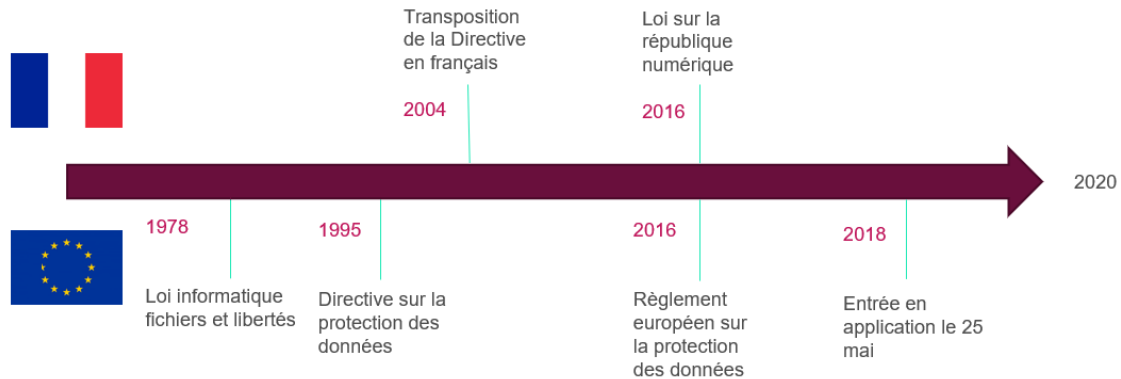 Transposition
de la Directive
en français
2004
Loi sur la
république
numérique
2016
2020
1978
Loi informatique
fichiers et libertés
1995
Directive sur la
protection des
données
2016
Règlement
européen sur
la protection
des données
2018
Entrée en
application le 25
mai